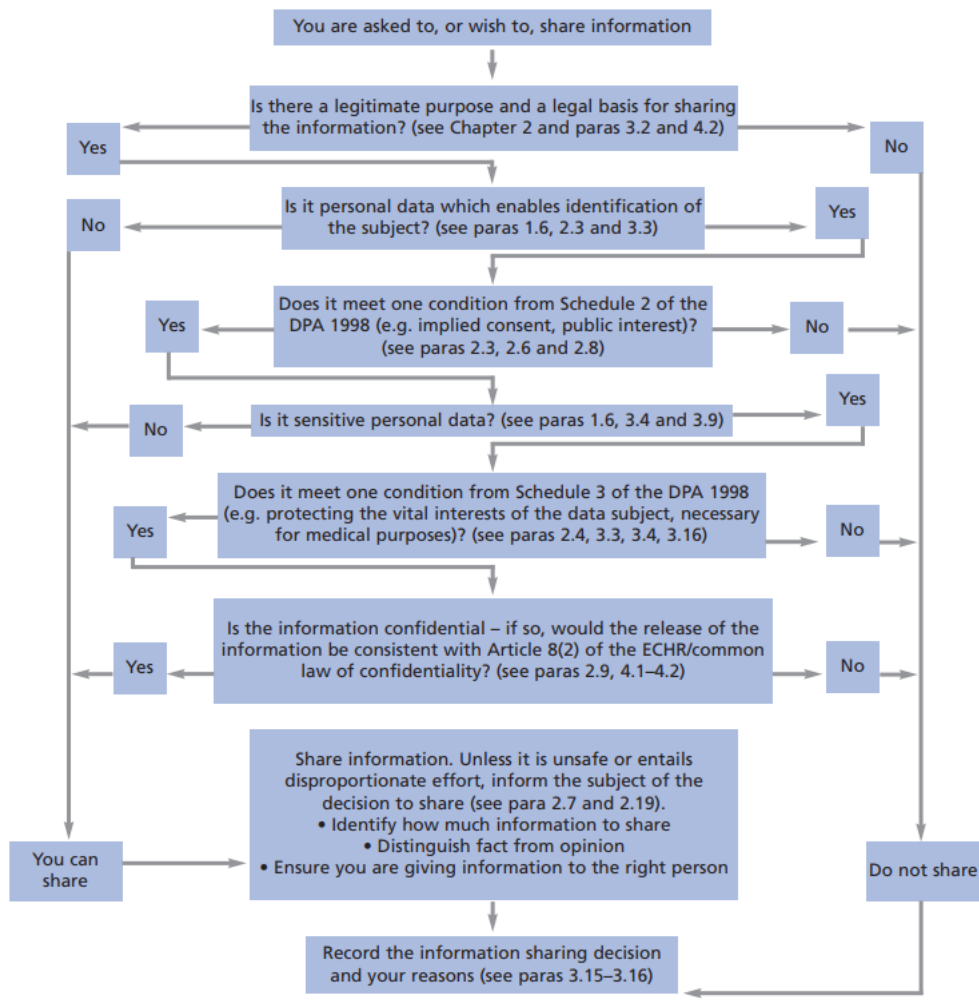 You are asked to, or wish to, share information
Is there a legitimate purpose and a legal basis for sharing
the information? (see Chapter 2 and paras 3.2 and 4.2)
Yes
No
Is it personal data which enables identification of
the subject? (see paras 1.6, 2.3 and 3.3)
No
Yes
Does it meet one condition from Schedule 2 of the
DPA 1998 (e.g. implied consent, public interest)?
(see paras 2.3, 2.6 and 2.8)
Yes
No
Is it sensitive personal data? (see paras 1.6, 3.4 and 3.9)
No
Yes
Does it meet one condition from Schedule 3 of the DPA 1998
(e.g. protecting the vital interests of the data subject, necessary
for medical purposes)? (see paras 2.4, 3.3, 3.4, 3.16)
Yes
No
Is the information confidential – if so, would the release of the
information be consistent with Article 8(2) of the ECHR/common
law of confidentiality? (see paras 2.9, 4.1–4.2)
Yes
No
Share information. Unless it is unsafe or entails
disproportionate effort, inform the subject of the
decision to share (see para 2.7 and 2.19).
• Identify how much information to share
• Distinguish fact from opinion
• Ensure you are giving information to the right person
You can
share
Do not share
Record the information sharing decision
and your reasons (see paras 3.15–3.16)